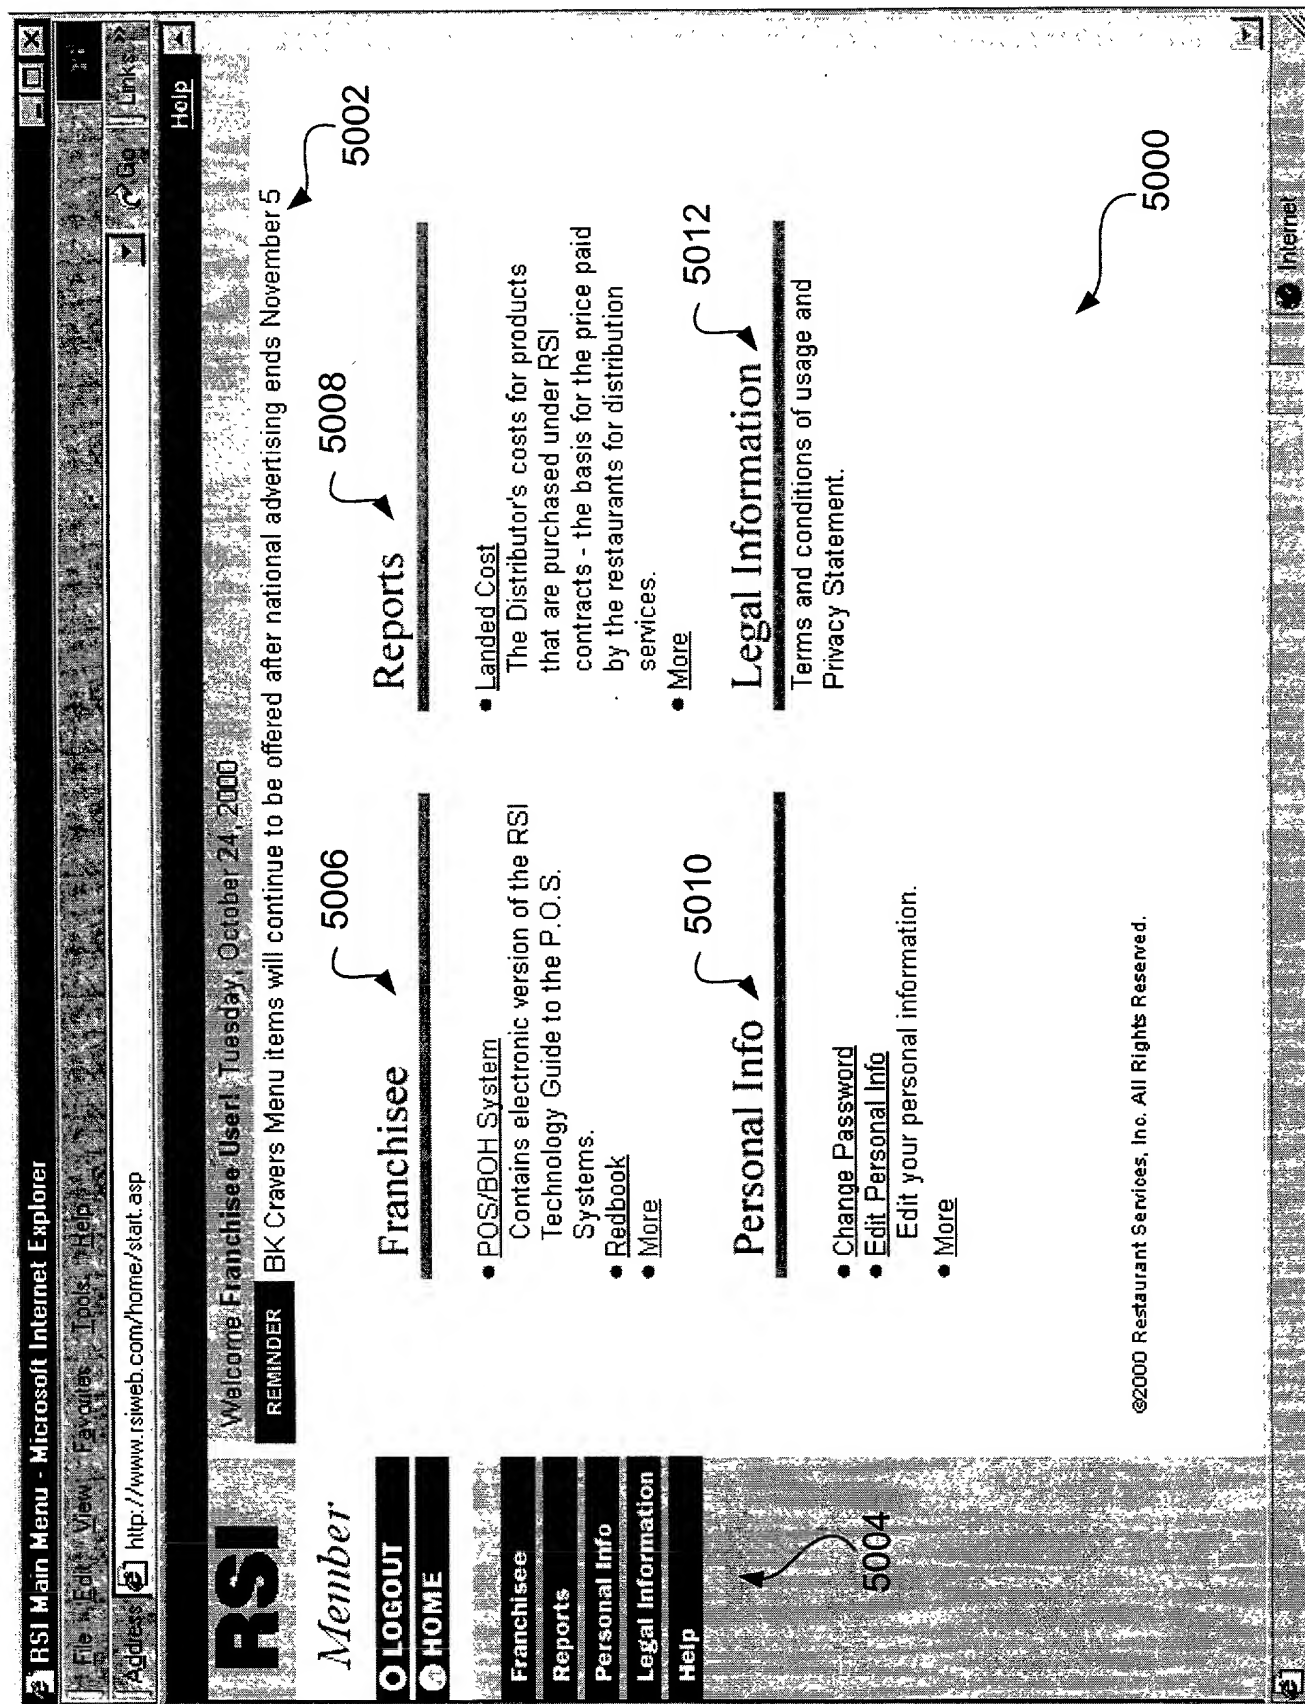 RSI Main Menu - Microsoft Internet Explorer
File Edit View Favorites Tools Help
Address http://www.rsiweb.com/home/start.asp Go Links »
Help
RSI
Welcome Franchisee User! Tuesday, October 24, 2000
REMINDER BK Cravers Menu items will continue to be offered after national advertising ends November 5
5002
Member
LOGOUT
HOME
Franchisee
Reports
Personal Info
Legal Information
Help
5004
Franchisee
5006
• POS/BOH System
Contains electronic version of the RSI
Technology Guide to the P.O.S.
Systems.
• Redbook
• More
Reports
5008
• Landed Cost
The Distributor's costs for products
that are purchased under RSI
contracts - the basis for the price paid
by the restaurants for distribution
services.
• More
Personal Info
5010
• Change Password
• Edit Personal Info
Edit your personal information.
• More
Legal Information
5012
Terms and conditions of usage and
Privacy Statement.
5000
©2000 Restaurant Services, Inc. All Rights Reserved.
Internet